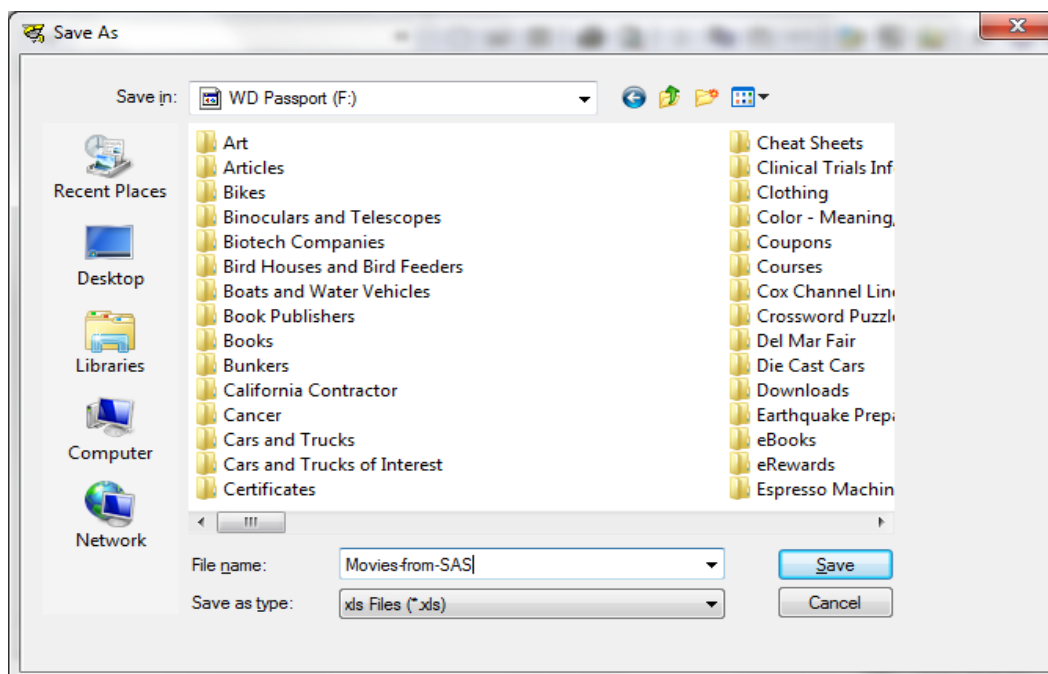 Save As
X
Save in: WD Passport (F:)
Recent Places
Desktop
Libraries
Computer
Network
Art
Articles
Bikes
Binoculars and Telescopes
Biotech Companies
Bird Houses and Bird Feeders
Boats and Water Vehicles
Book Publishers
Books
Bunkers
California Contractor
Cancer
Cars and Trucks
Cars and Trucks of Interest
Certificates
Cheat Sheets
Clinical Trials Inf
Clothing
Color - Meaning,
Coupons
Courses
Cox Channel Line
Crossword Puzzle
Del Mar Fair
Die Cast Cars
Downloads
Earthquake Prepa
eBooks
eRewards
Espresso Machin
File name: Movies-from-SAS
Save
Save as type: xls Files (*.xls)
Cancel